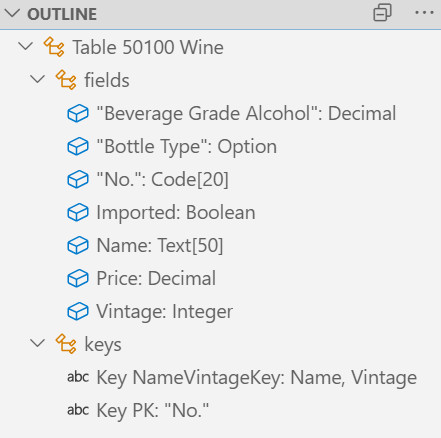 OUTLINE
Table 50100 Wine
fields
"Beverage Grade Alcohol": Decimal
"Bottle Type": Option
"No.": Code[20]
Imported: Boolean
Name: Text[50]
Price: Decimal
Vintage: Integer
keys
abc Key NameVintageKey: Name, Vintage
abc Key PK: "No."